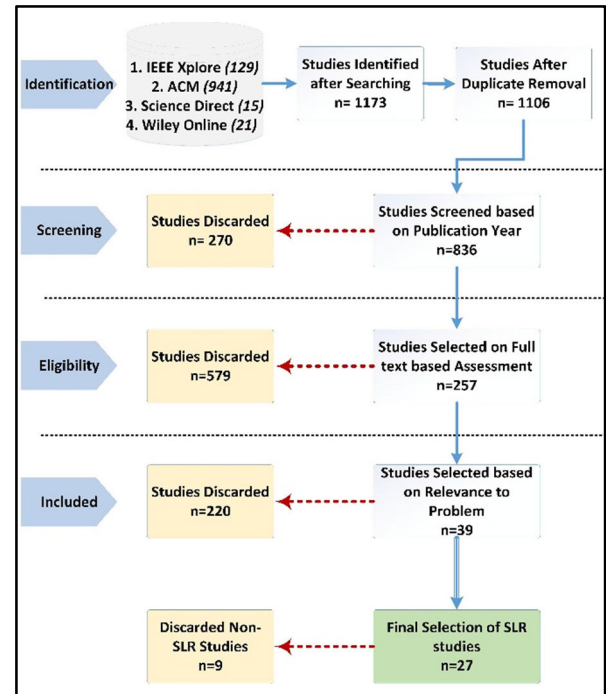 Identification
1. IEEE Xplore (129)
2. ACM (941)
3. Science Direct (15)
4. Wiley Online (21)
Studies Identified
after Searching
n= 1173
Studies After
Duplicate Removal
n= 1106
Screening
Studies Discarded
n= 270
Studies Screened based
on Publication Year
n=836
Eligibility
Studies Discarded
n=579
Studies Selected on Full
text based Assessment
n=257
Included
Studies Discarded
n=220
Studies Selected based
on Relevance to
Problem
n=39
Discarded Non-
SLR Studies
n=9
Final Selection of SLR
studies
n=27